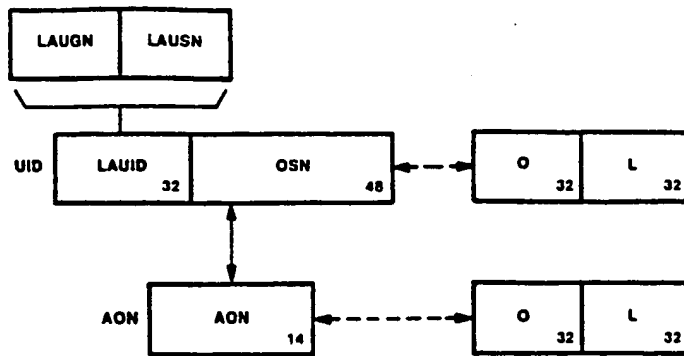 LAUGN LAUSN
UID LAUID 32 OSN 48 O 32 L 32
AON AON 14 O 32 L 32